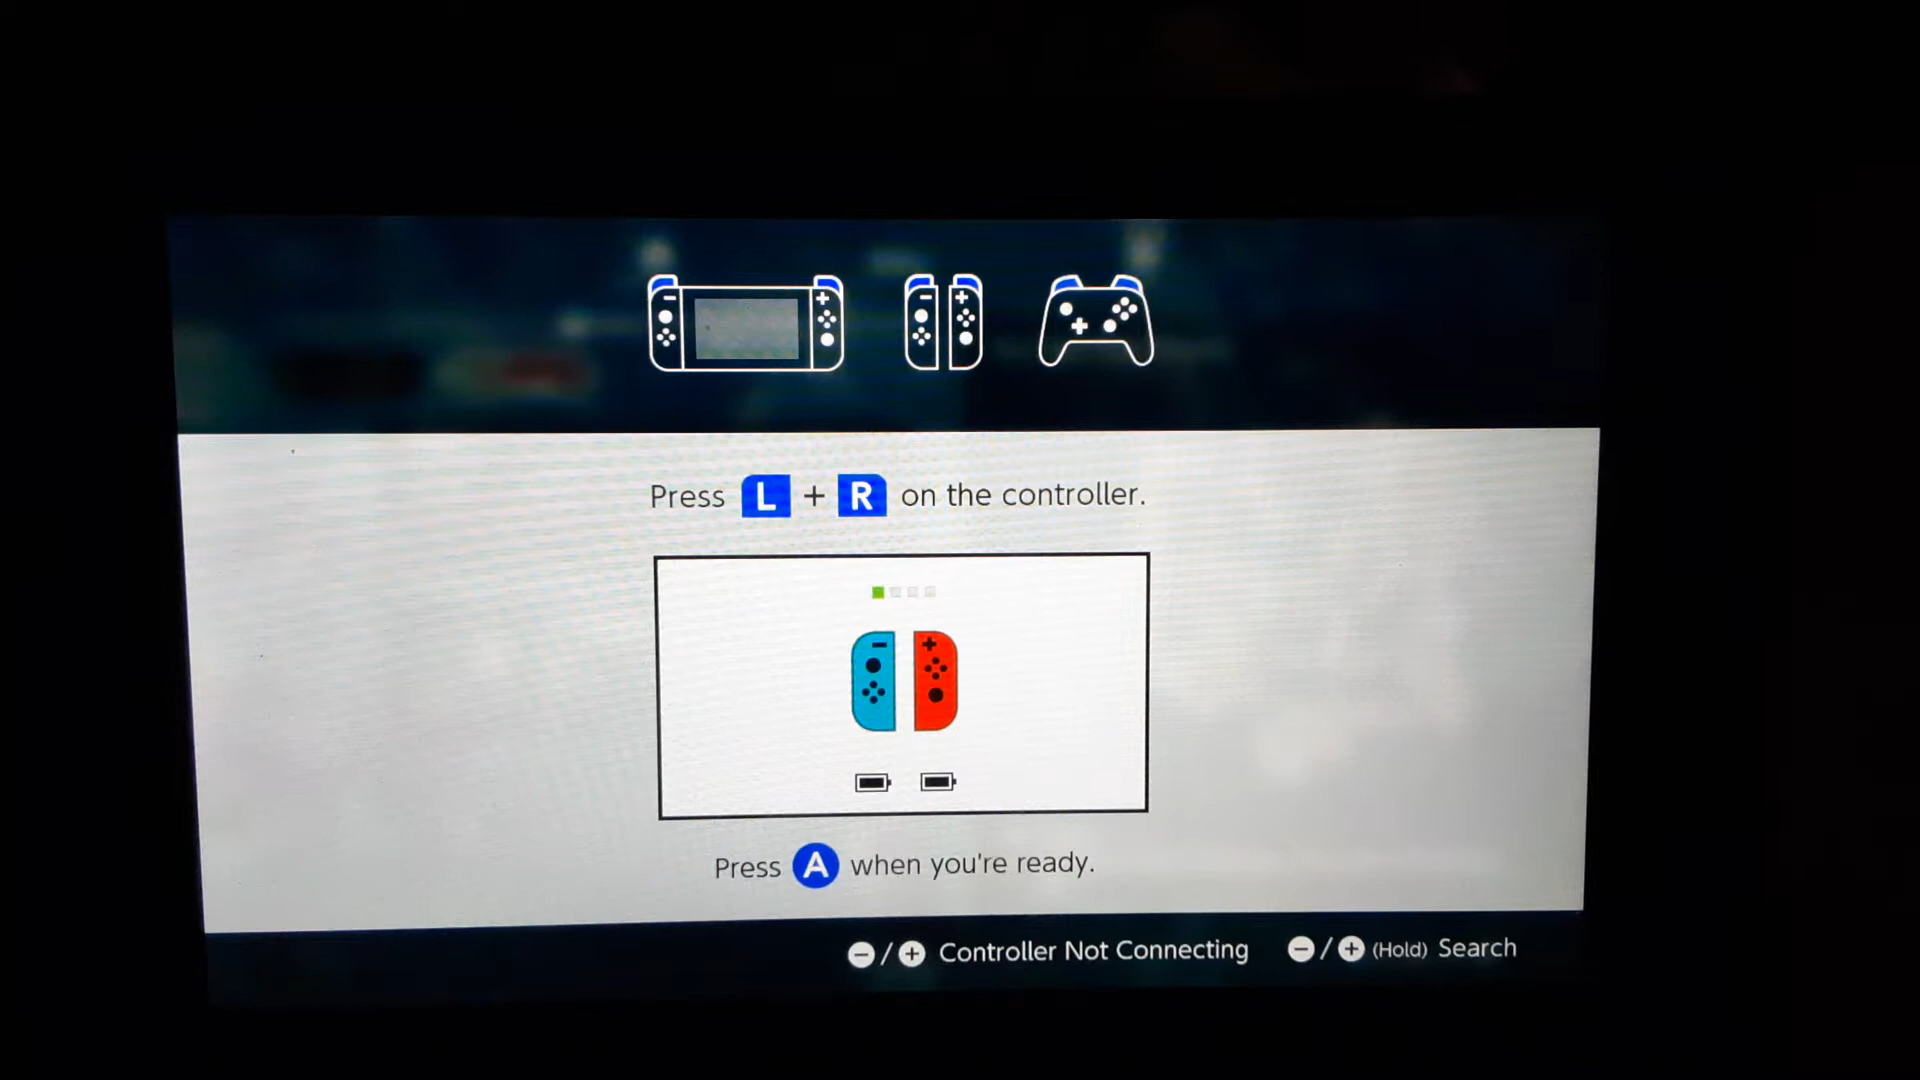 Press L + R on the controller.
Press A when you're ready.
−/+ Controller Not Connecting −/+ (Hold) Search